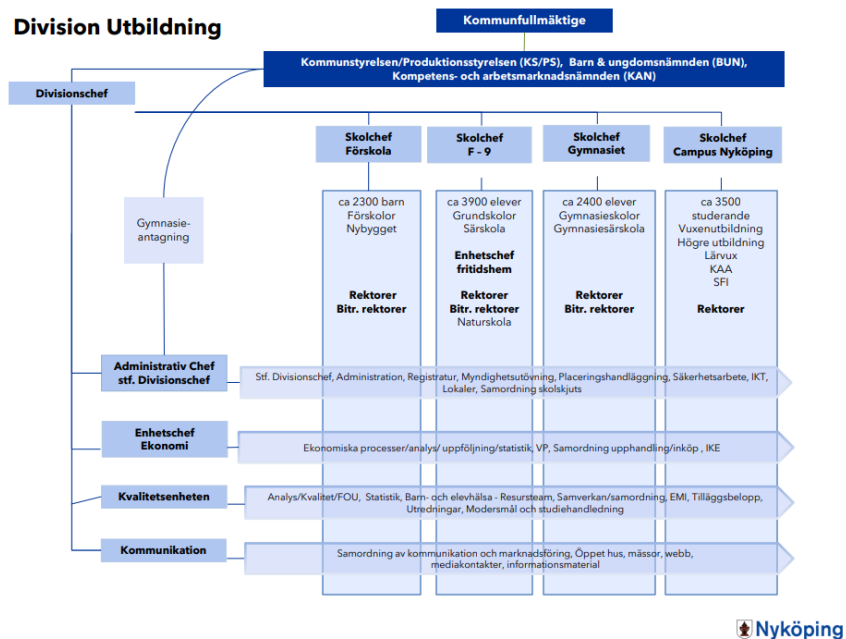 Division Utbildning
Kommunfullmäktige
Kommunstyrelsen/Produktionsstyrelsen (KS/PS), Barn & ungdomsnämnden (BUN),
Kompetens- och arbetsmarknadsnämnden (KAN)
Divisionschef
Skolchef
Förskola
Skolchef
F – 9
Skolchef
Gymnasiet
Skolchef
Campus Nyköping
Gymnasie-
antagning
ca 2300 barn
Förskolor
Nybygget
Rektorer
Bitr. rektorer
ca 3900 elever
Grundskolor
Särskola
Enhetschef
fritidshem
Rektorer
Bitr. rektorer
Naturskola
ca 2400 elever
Gymnasieskolor
Gymnasiesärskola
Rektorer
Bitr. rektorer
ca 3500
studerande
Vuxenutbildning
Högre utbildning
Lärvux
KAA
SFI
Rektorer
Administrativ Chef
stf. Divisionschef
Stf. Divisionschef, Administration, Registratur, Myndighetsutövning, Placeringshandläggning, Säkerhetsarbete, IKT,
Lokaler, Samordning skolskjuts
Enhetschef
Ekonomi
Ekonomiska processer/analys/ uppföljning/statistik, VP, Samordning upphandling/inköp , IKE
Kvalitetsenheten
Analys/Kvalitet/FOU, Statistik, Barn- och elevhälsa - Resursteam, Samverkan/samordning, EMI, Tilläggsbelopp,
Utredningar, Modersmål och studiehandledning
Kommunikation
Samordning av kommunikation och marknadsföring, Öppet hus, mässor, webb,
mediakontakter, informationsmaterial
Nyköping